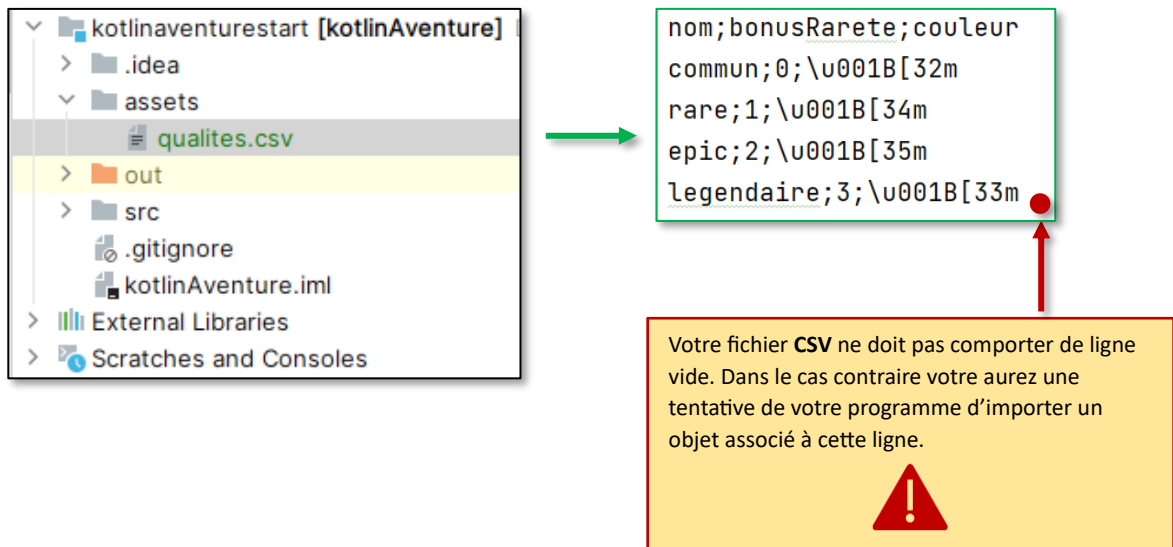 kotlinaventurestart [kotlinAventure]
.idea
assets
qualites.csv
out
src
.gitignore
kotlinAventure.iml
External Libraries
Scratches and Consoles
nom;bonusRarete;couleur
commun;0;\u001B[32m
rare;1;\u001B[34m
epic;2;\u001B[35m
legendaire;3;\u001B[33m
Votre fichier CSV ne doit pas comporter de ligne
vide. Dans le cas contraire votre aurez une
tentative de votre programme d'importer un
objet associé à cette ligne.